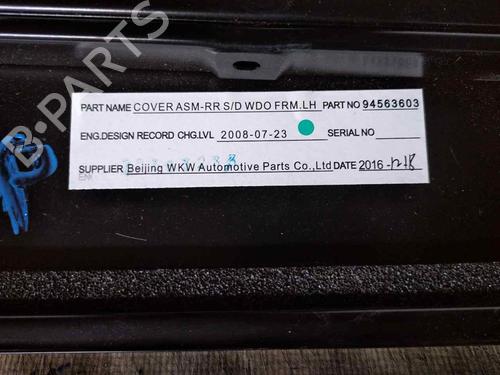 B-PARTS
PART NAME COVER ASM-RR S/D WDO FRM.LH PART NO 94563603
ENG.DESIGN RECORD CHG.LVL 2008-07-23 SERIAL NO
SUPPLIER Beijing WKW Automotive Parts Co.,Ltd DATE 2016-12-18